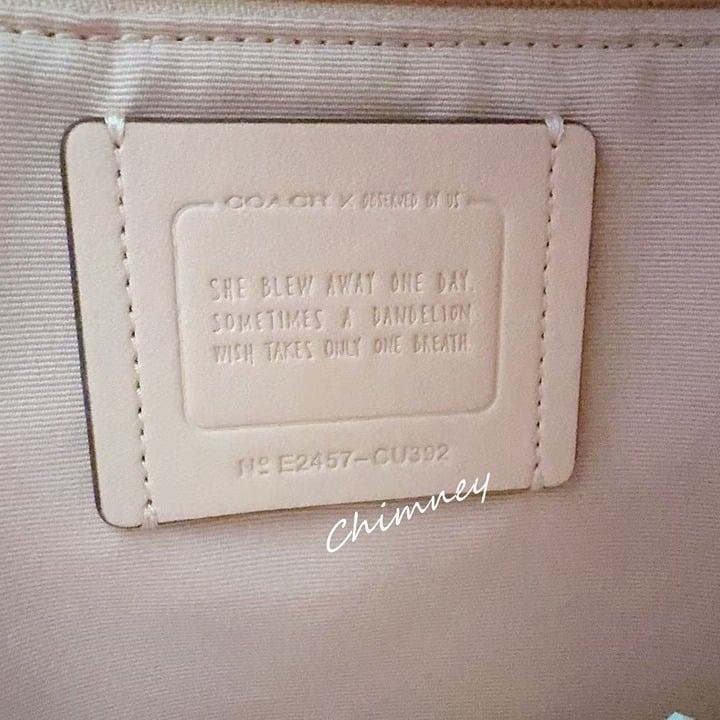 COACH X OBSERVED BY US
SHE BLEW AWAY ONE DAY.
SOMETIMES A DANDELION
WISH TAKES ONLY ONE BREATH.
Nº E2457-CU392
Chimney